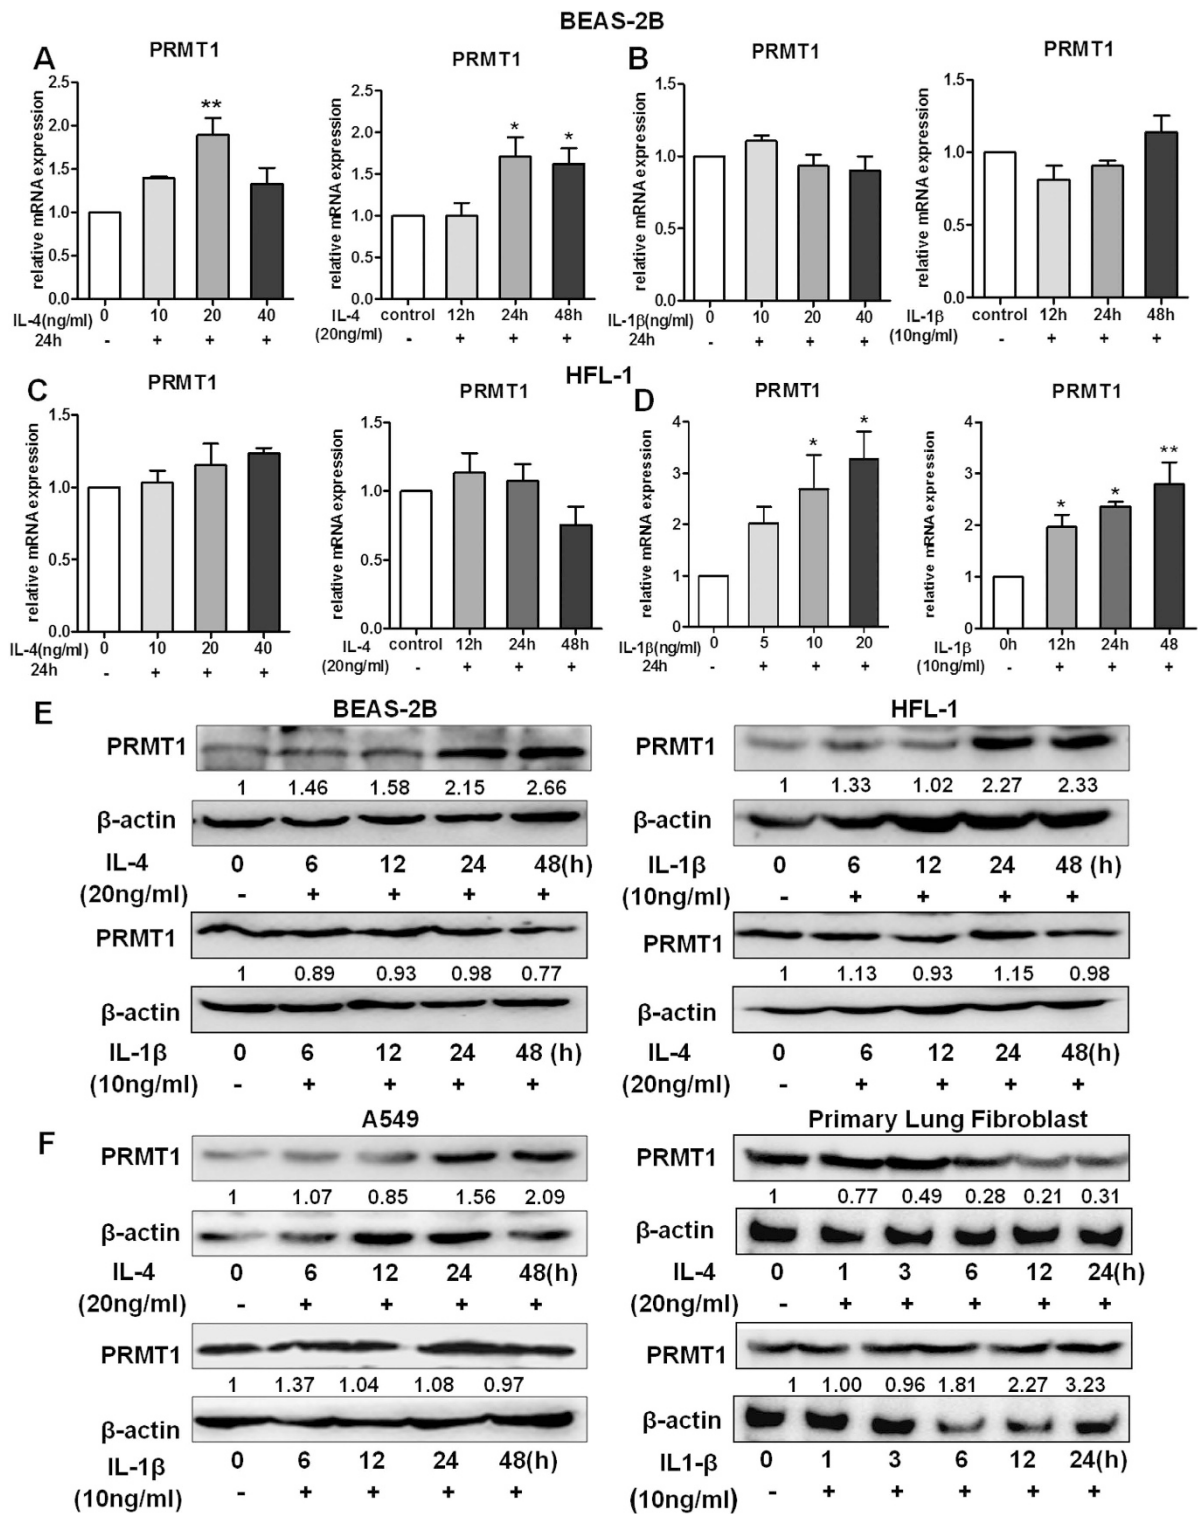 BEAS-2B
A
PRMT1
relative mRNA expression
2.5
2.0
1.5
1.0
0.5
0.0
**
IL-4(ng/ml) 0 10 20 40
24h - + + +
PRMT1
relative mRNA expression
2.5
2.0
1.5
1.0
0.5
0.0
* *
IL-4 control 12h 24h 48h
(20ng/ml) - + + +
B
PRMT1
relative mRNA expression
1.5
1.0
0.5
0.0
IL-1β(ng/ml) 0 10 20 40
24h - + + +
PRMT1
relative mRNA expression
1.5
1.0
0.5
0.0
IL-1β control 12h 24h 48h
(10ng/ml) - + + +
HFL-1
C
PRMT1
relative mRNA expression
1.5
1.0
0.5
0.0
IL-4(ng/ml) 0 10 20 40
24h - + + +
PRMT1
relative mRNA expression
1.5
1.0
0.5
0.0
IL-4 control 12h 24h 48h
(20ng/ml) - + + +
D
PRMT1
relative mRNA expression
4
3
2
1
0
* *
IL-1β(ng/ml) 0 5 10 20
24h - + + +
PRMT1
relative mRNA expression
4
3
2
1
0
* * **
IL-1β 0h 12h 24h 48
(10ng/ml) - + + +
E
BEAS-2B
PRMT1
1 1.46 1.58 2.15 2.66
β-actin
IL-4 0 6 12 24 48(h)
(20ng/ml) - + + + +
PRMT1
1 0.89 0.93 0.98 0.77
β-actin
IL-1β 0 6 12 24 48 (h)
(10ng/ml) - + + + +
HFL-1
PRMT1
1 1.33 1.02 2.27 2.33
β-actin
IL-1β 0 6 12 24 48 (h)
(10ng/ml) - + + + +
PRMT1
1 1.13 0.93 1.15 0.98
β-actin
IL-4 0 6 12 24 48(h)
(20ng/ml) - + + + +
F
A549
PRMT1
1 1.07 0.85 1.56 2.09
β-actin
IL-4 0 6 12 24 48(h)
(20ng/ml) - + + + +
PRMT1
1 1.37 1.04 1.08 0.97
β-actin
IL-1β 0 6 12 24 48(h)
(10ng/ml) - + + + +
Primary Lung Fibroblast
PRMT1
1 0.77 0.49 0.28 0.21 0.31
β-actin
IL-4 0 1 3 6 12 24(h)
(20ng/ml) - + + + + +
PRMT1
1 1.00 0.96 1.81 2.27 3.23
β-actin
IL1-β 0 1 3 6 12 24(h)
(10ng/ml) - + + + + +